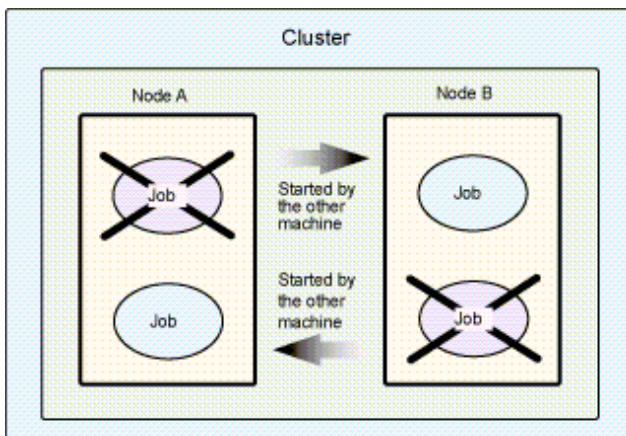 Cluster
Node A
Node B
Job
Started by
the other
machine
Job
Started by
the other
machine
Job
Job